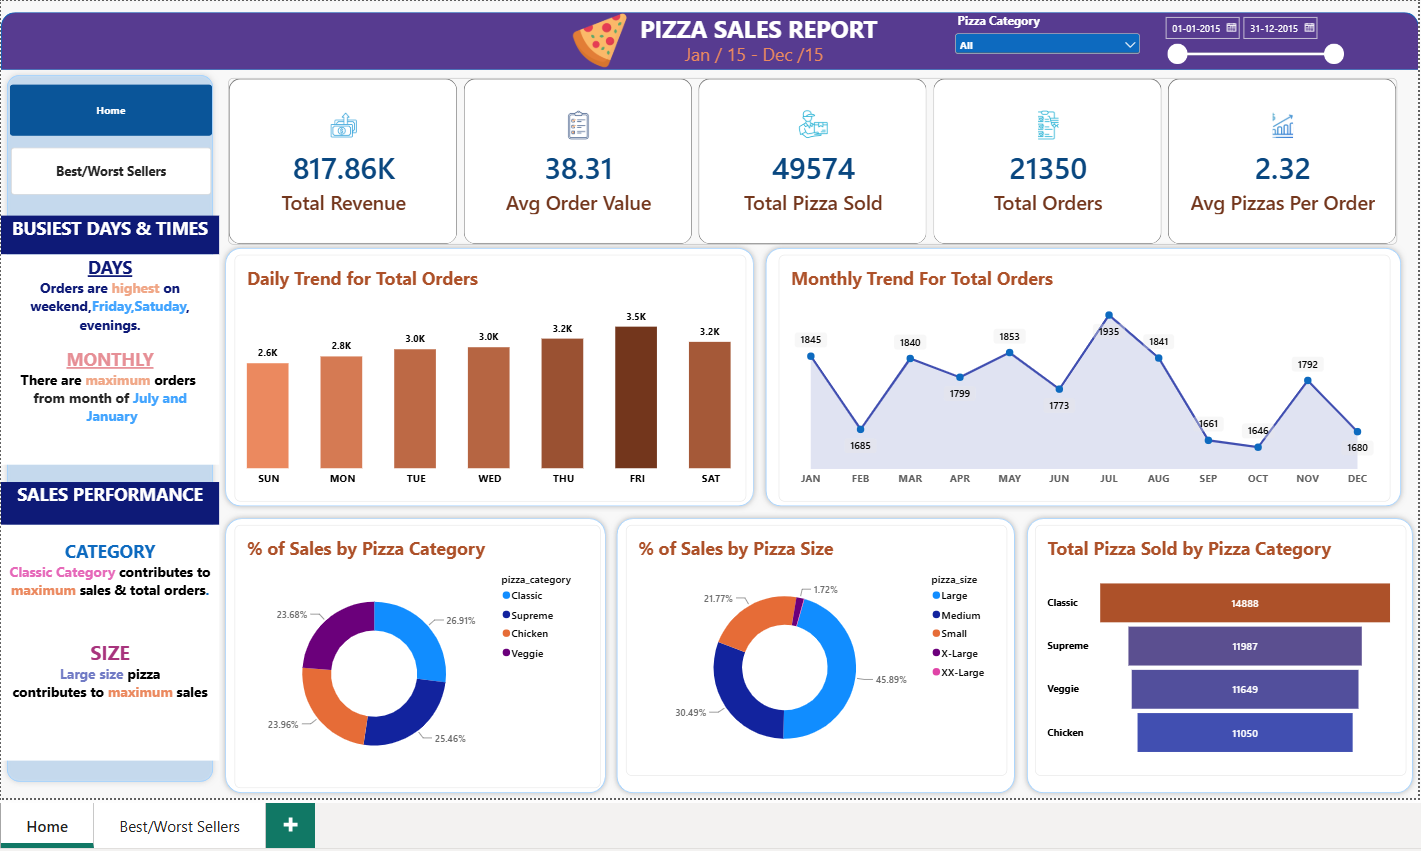 PIZZA SALES REPORT
Jan / 15 - Dec /15
Pizza Category
All
01-01-2015
31-12-2015
Home
Best/Worst Sellers
BUSIEST DAYS & TIMES
DAYS
Orders are highest on
weekend,Friday,Satuday,
evenings.
MONTHLY
There are maximum orders
from month of July and
January
SALES PERFORMANCE
CATEGORY
Classic Category contributes to
maximum sales & total orders.
SIZE
Large size pizza
contributes to maximum sales
817.86K
Total Revenue
38.31
Avg Order Value
49574
Total Pizza Sold
21350
Total Orders
2.32
Avg Pizzas Per Order
Daily Trend for Total Orders
2.6K
2.8K
3.0K
3.0K
3.2K
3.5K
3.2K
SUN
MON
TUE
WED
THU
FRI
SAT
Monthly Trend For Total Orders
1845
1685
1840
1799
1853
1773
1935
1841
1661
1646
1792
1680
JAN
FEB
MAR
APR
MAY
JUN
JUL
AUG
SEP
OCT
NOV
DEC
% of Sales by Pizza Category
26.91%
25.46%
23.96%
23.68%
pizza_category
Classic
Supreme
Chicken
Veggie
% of Sales by Pizza Size
1.72%
45.89%
30.49%
21.77%
pizza_size
Large
Medium
Small
X-Large
XX-Large
Total Pizza Sold by Pizza Category
Classic 14888
Supreme 11987
Veggie 11649
Chicken 11050
Home
Best/Worst Sellers
+